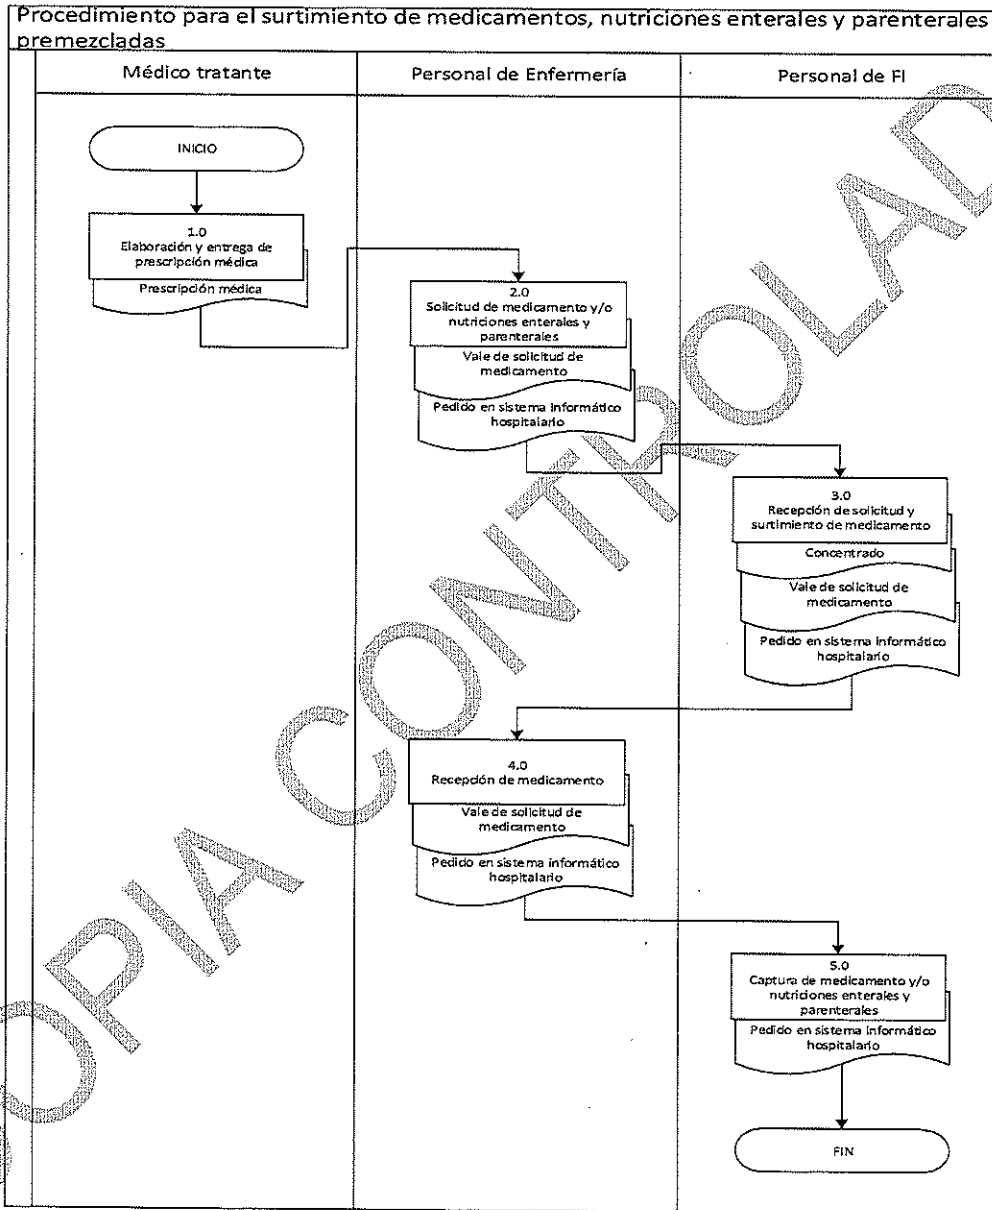 Procedimiento para el surtimiento de medicamentos, nutriciones enterales y parenterales
premezcladas
Médico tratante
Personal de Enfermería
Personal de FI
INICIO
1.0
Elaboración y entrega de
prescripción médica
Prescripción médica
2.0
Solicitud de medicamento y/o
nutriciones enterales y
parenterales
Vale de solicitud de
medicamento
Pedido en sistema informático
hospitalario
3.0
Recepción de solicitud y
surtimiento de medicamento
Concentrado
Vale de solicitud de
medicamento
Pedido en sistema informático
hospitalario
4.0
Recepción de medicamento
Vale de solicitud de
medicamento
Pedido en sistema informático
hospitalario
5.0
Captura de medicamento y/o
nutriciones enterales y
parenterales
Pedido en sistema informático
hospitalario
FIN
OPIA CONTROLAD